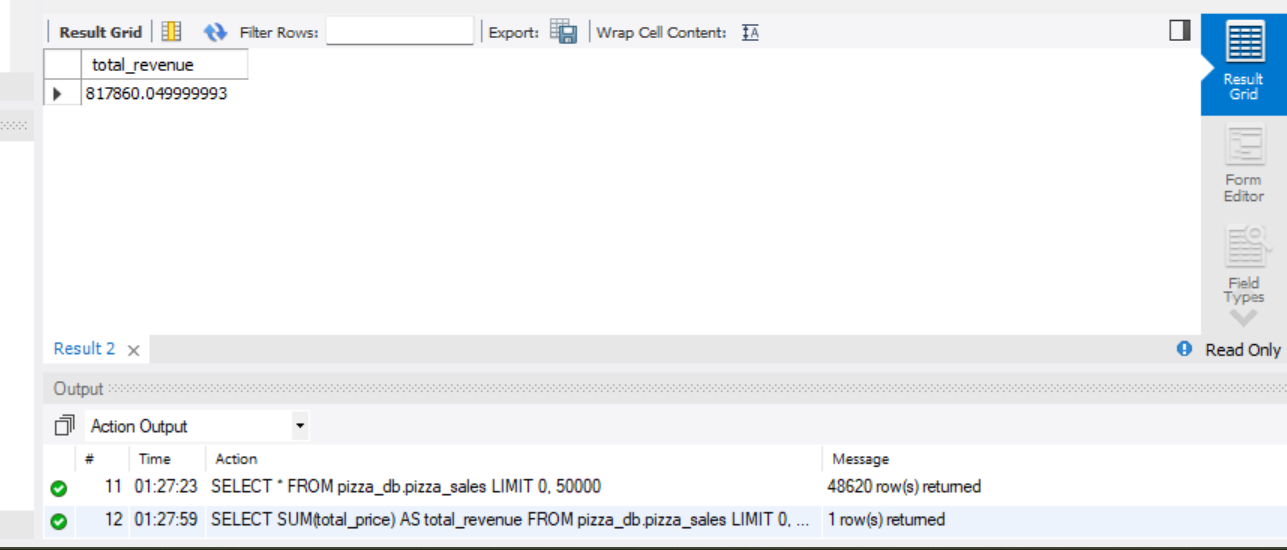 Result Grid Filter Rows: Export: Wrap Cell Content:
total_revenue
817860.049999993
Result
Grid
Form
Editor
Field
Types
Result 2 × Read Only
Output
Action Output
# Time Action Message
11 01:27:23 SELECT * FROM pizza_db.pizza_sales LIMIT 0, 50000 48620 row(s) returned
12 01:27:59 SELECT SUM(total_price) AS total_revenue FROM pizza_db.pizza_sales LIMIT 0, ... 1 row(s) returned